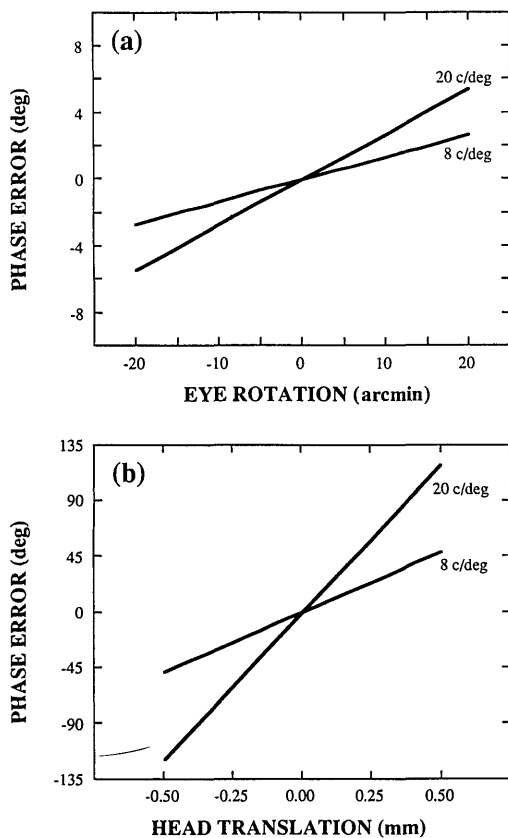 (a)
8
4
0
-4
-8
PHASE ERROR (deg)
20 c/deg
8 c/deg
-20 -10 0 10 20
EYE ROTATION (arcmin)
(b)
135
90
45
0
-45
-90
-135
PHASE ERROR (deg)
20 c/deg
8 c/deg
-0.50 -0.25 0.00 0.25 0.50
HEAD TRANSLATION (mm)